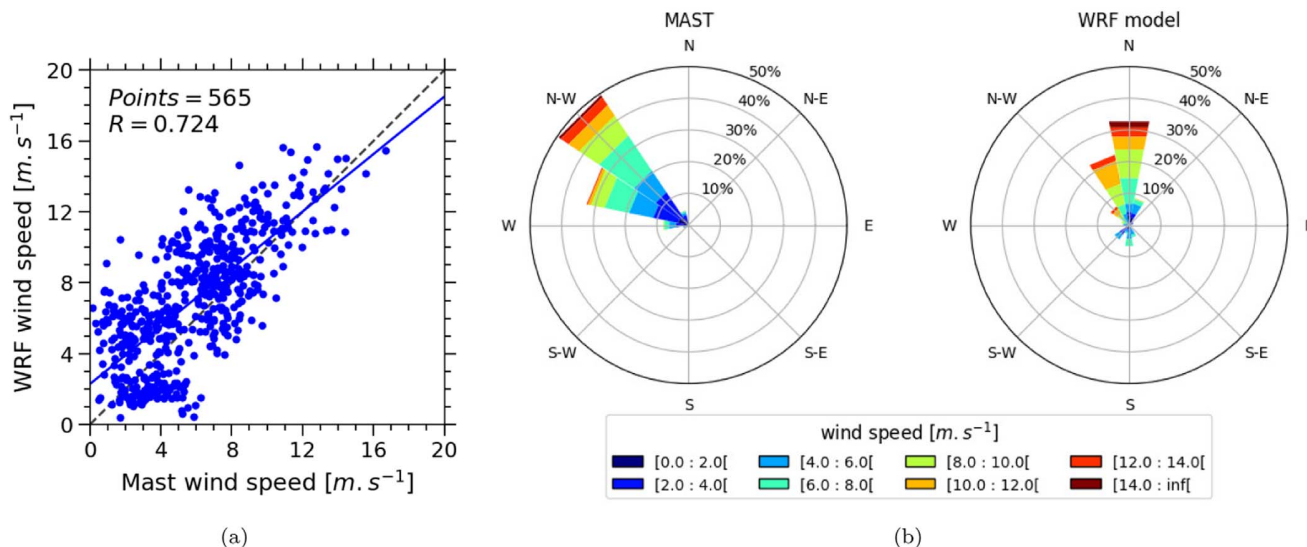 Points = 565
R = 0.724
20
16
12
8
4
0
0 4 8 12 16 20
WRF wind speed [m. s⁻¹]
Mast wind speed [m. s⁻¹]
(a)
MAST
N
N-E
E
S-E
S
S-W
W
N-W
10%
20%
30%
40%
50%
WRF model
N
N-E
E
S-E
S
S-W
W
N-W
10%
20%
30%
40%
50%
wind speed [m. s⁻¹]
[0.0 : 2.0[ [4.0 : 6.0[ [8.0 : 10.0[ [12.0 : 14.0[
[2.0 : 4.0[ [6.0 : 8.0[ [10.0 : 12.0[ [14.0 : inf[
(b)